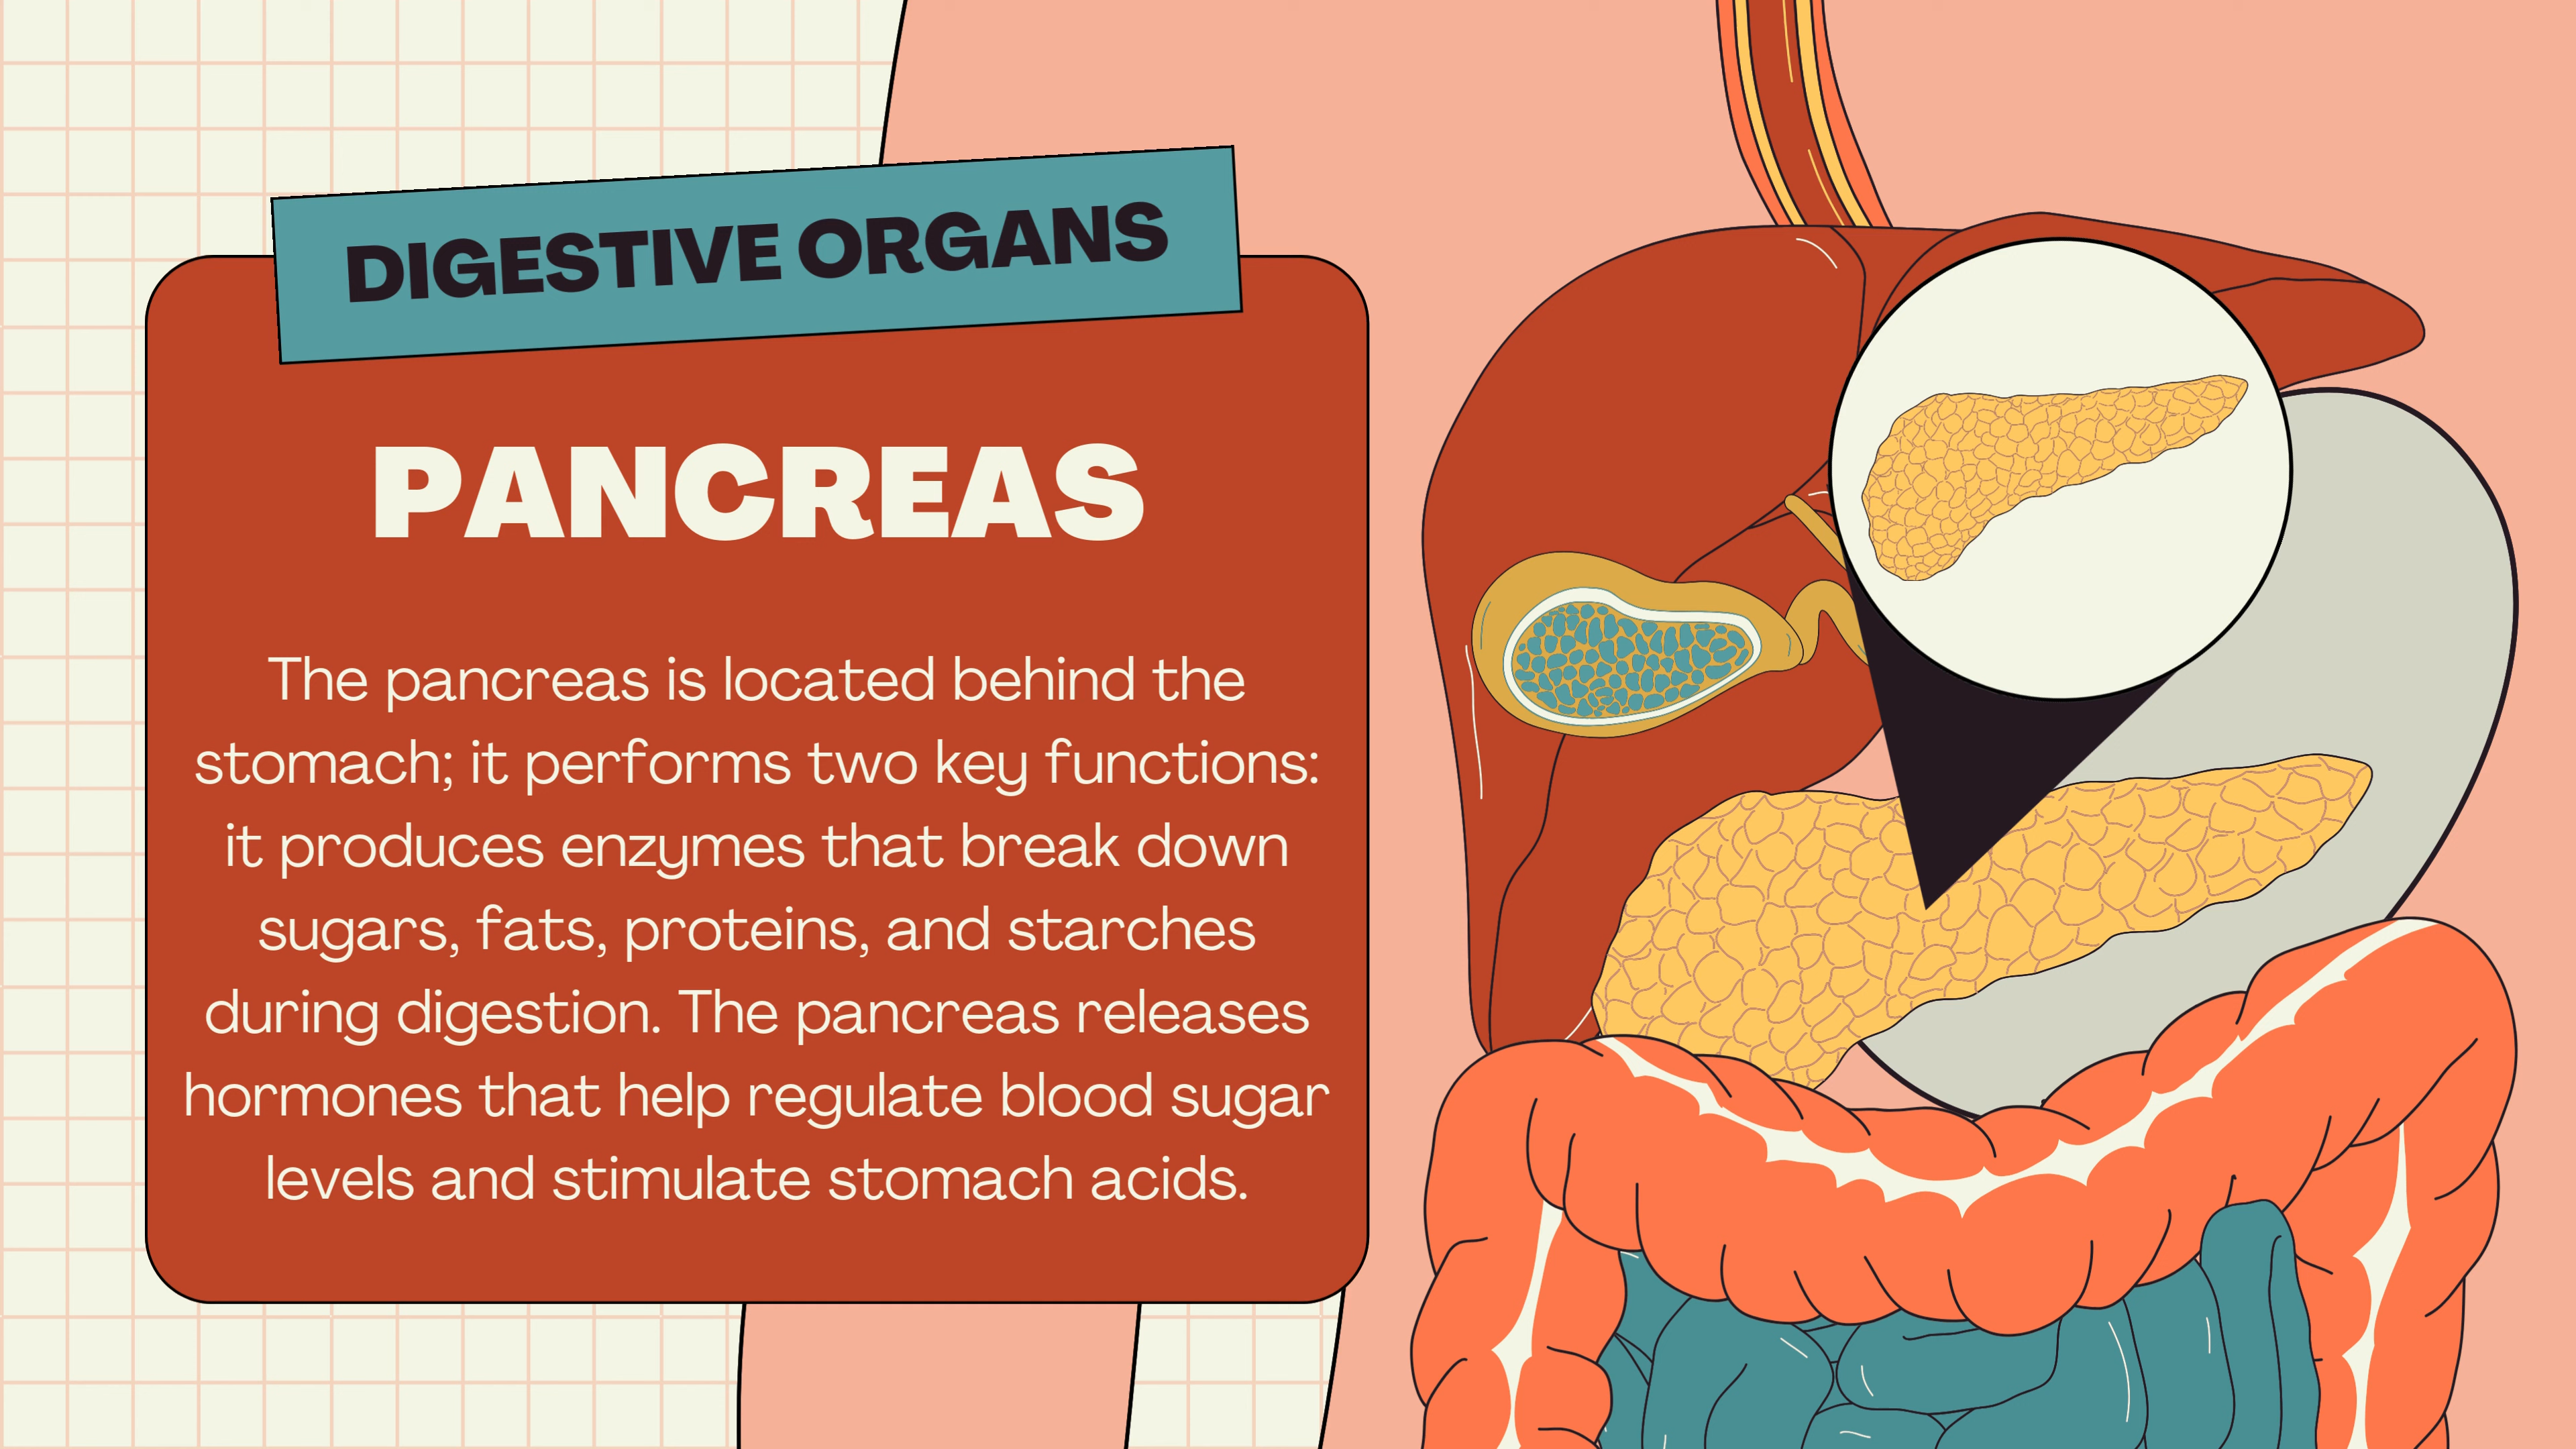 DIGESTIVE ORGANS
PANCREAS
The pancreas is located behind the
stomach; it performs two key functions:
it produces enzymes that break down
sugars, fats, proteins, and starches
during digestion. The pancreas releases
hormones that help regulate blood sugar
levels and stimulate stomach acids.